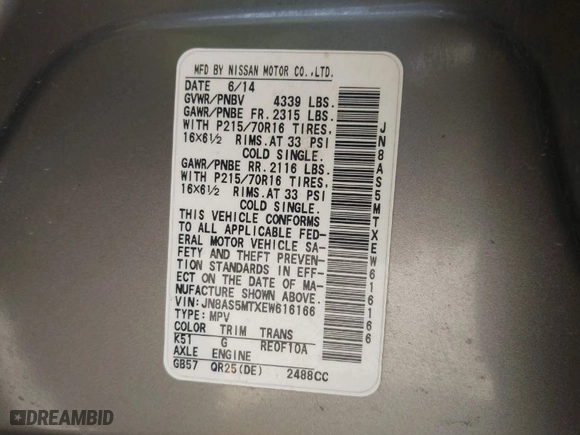 MFD BY NISSAN MOTOR CO.,LTD.
DATE 6/14
GVWR/PNBV 4339 LBS.
GAWR/PNBE FR. 2315 LBS.
WITH P215/70R16 TIRES,
16×6½ RIMS.AT 33 PSI
COLD SINGLE.
GAWR/PNBE RR. 2116 LBS.
WITH P215/70R16 TIRES,
16×6½ RIMS.AT 33 PSI
COLD SINGLE.
THIS VEHICLE CONFORMS
TO ALL APPLICABLE FED-
ERAL MOTOR VEHICLE SA-
FETY AND THEFT PREVEN-
TION STANDARDS IN EFF-
ECT ON THE DATE OF MA-
NUFACTURE SHOWN ABOVE.
VIN: JN8AS5MTXEW616166
TYPE: MPV
COLOR TRIM TRANS
K51 G RE0F10A
AXLE ENGINE
GB57 QR25(DE) 2488CC
JN8AS5MTXEW616166
DREAMBID